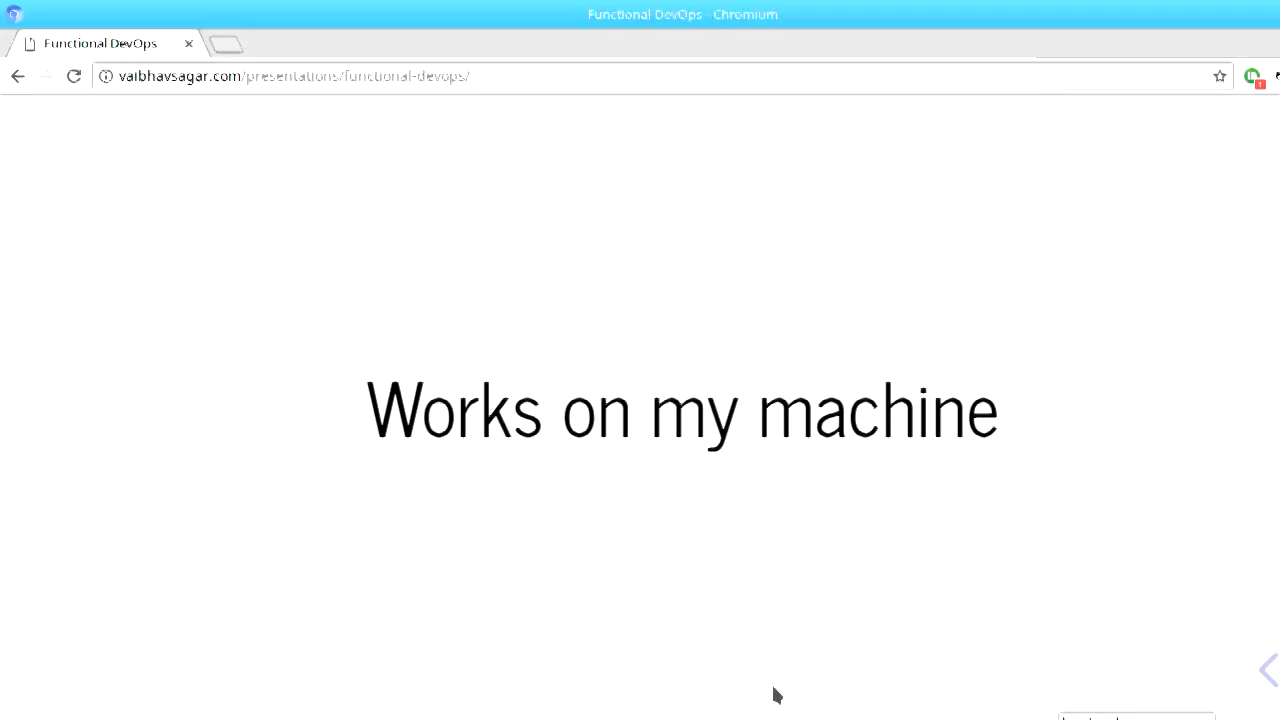 Functional DevOps - Chromium
Functional DevOps
vaibhavsagar.com/presentations/functional-devops/
Works on my machine